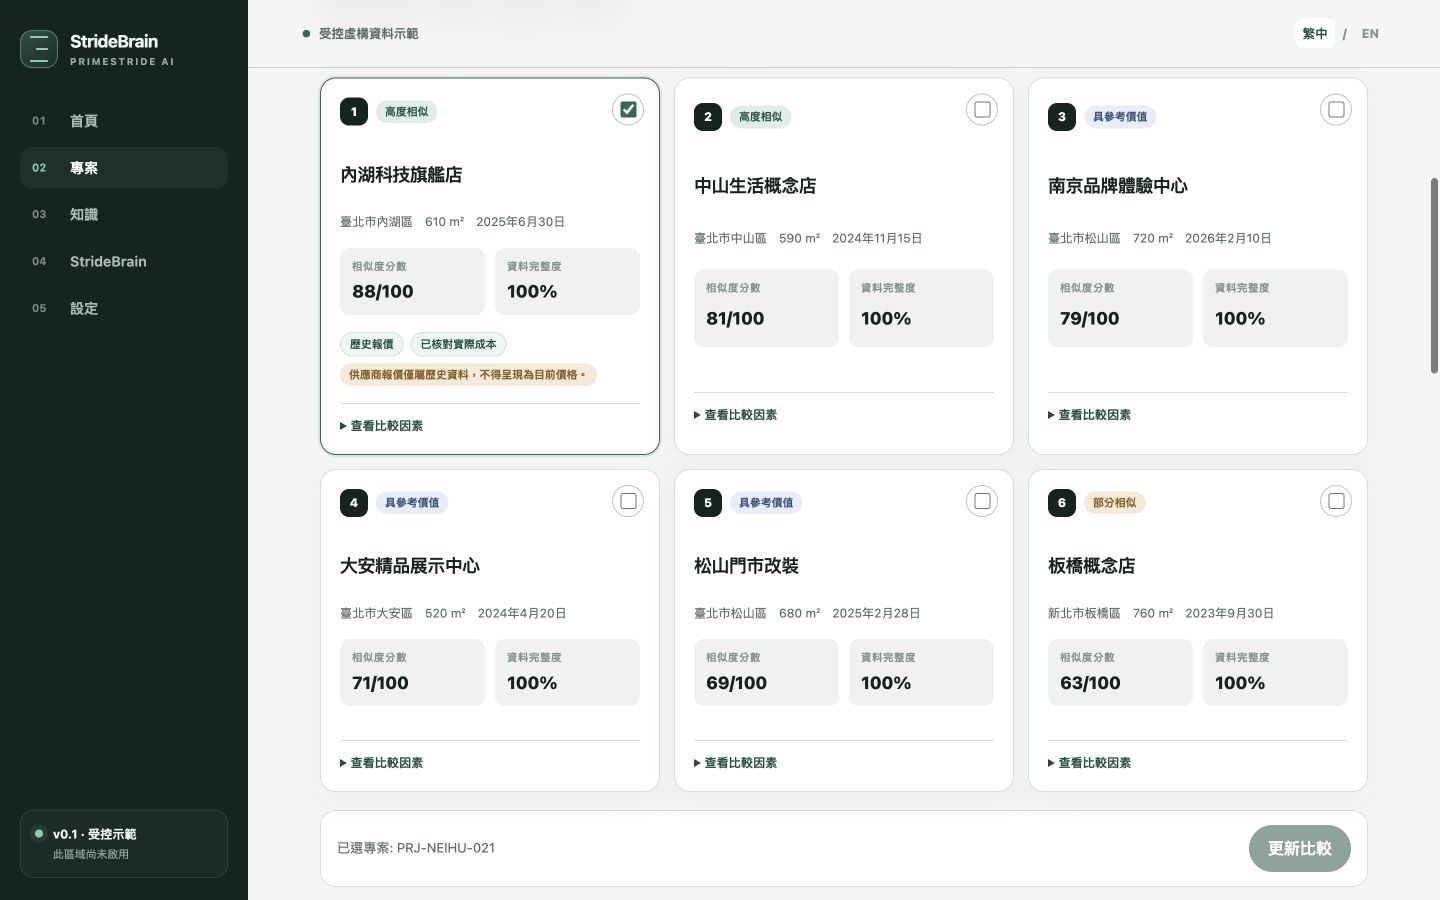 StrideBrain
PRIMESTRIDE AI
01 首頁
02 專案
03 知識
04 StrideBrain
05 設定
v0.1 · 受控示範
此區域尚未啟用
受控虛構資料示範
繁中 / EN
1 高度相似
內湖科技旗艦店
臺北市內湖區 610 m² 2025年6月30日
相似度分數 資料完整度
88/100 100%
歷史報價 已核對實際成本
供應商報價僅屬歷史資料，不得呈現為目前價格。
▶ 查看比較因素
2 高度相似
中山生活概念店
臺北市中山區 590 m² 2024年11月15日
相似度分數 資料完整度
81/100 100%
▶ 查看比較因素
3 具參考價值
南京品牌體驗中心
臺北市松山區 720 m² 2026年2月10日
相似度分數 資料完整度
79/100 100%
▶ 查看比較因素
4 具參考價值
大安精品展示中心
臺北市大安區 520 m² 2024年4月20日
相似度分數 資料完整度
71/100 100%
▶ 查看比較因素
5 具參考價值
松山門市改裝
臺北市松山區 680 m² 2025年2月28日
相似度分數 資料完整度
69/100 100%
▶ 查看比較因素
6 部分相似
板橋概念店
新北市板橋區 760 m² 2023年9月30日
相似度分數 資料完整度
63/100 100%
▶ 查看比較因素
已選專案: PRJ-NEIHU-021
更新比較